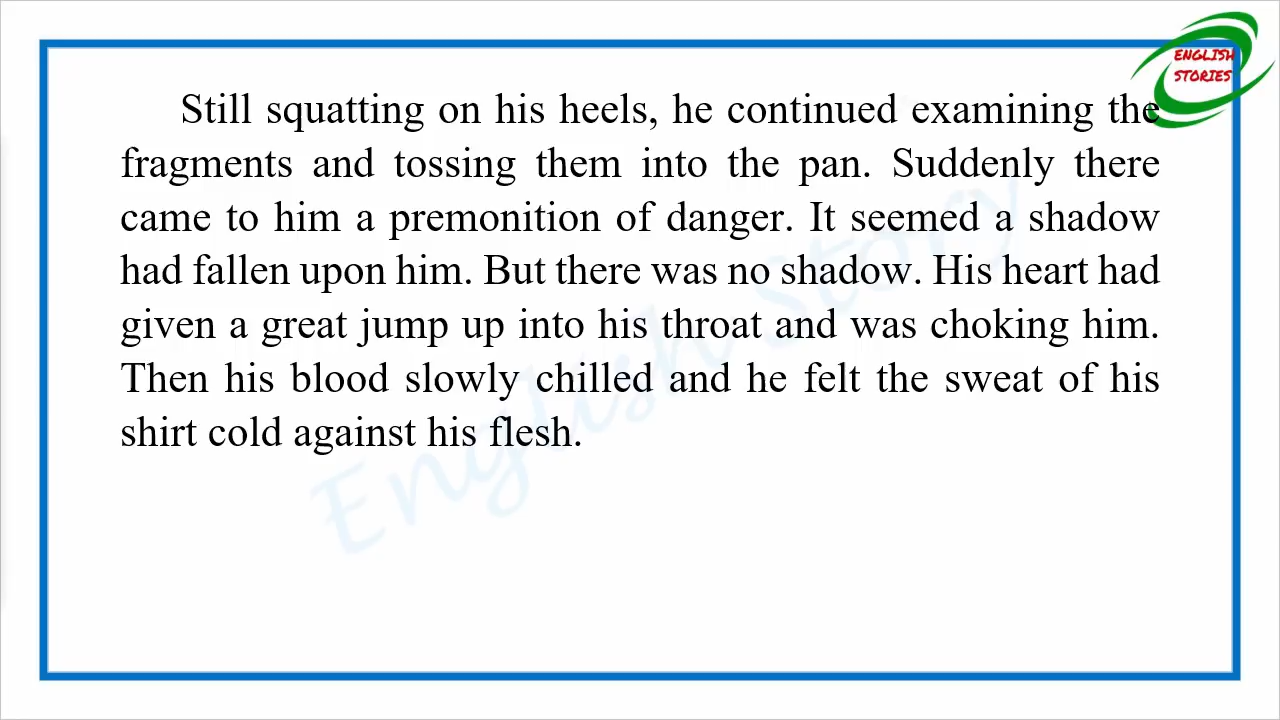 ENGLISH
STORIES
Still squatting on his heels, he continued examining the
fragments and tossing them into the pan. Suddenly there
came to him a premonition of danger. It seemed a shadow
had fallen upon him. But there was no shadow. His heart had
given a great jump up into his throat and was choking him.
Then his blood slowly chilled and he felt the sweat of his
shirt cold against his flesh.
English Story